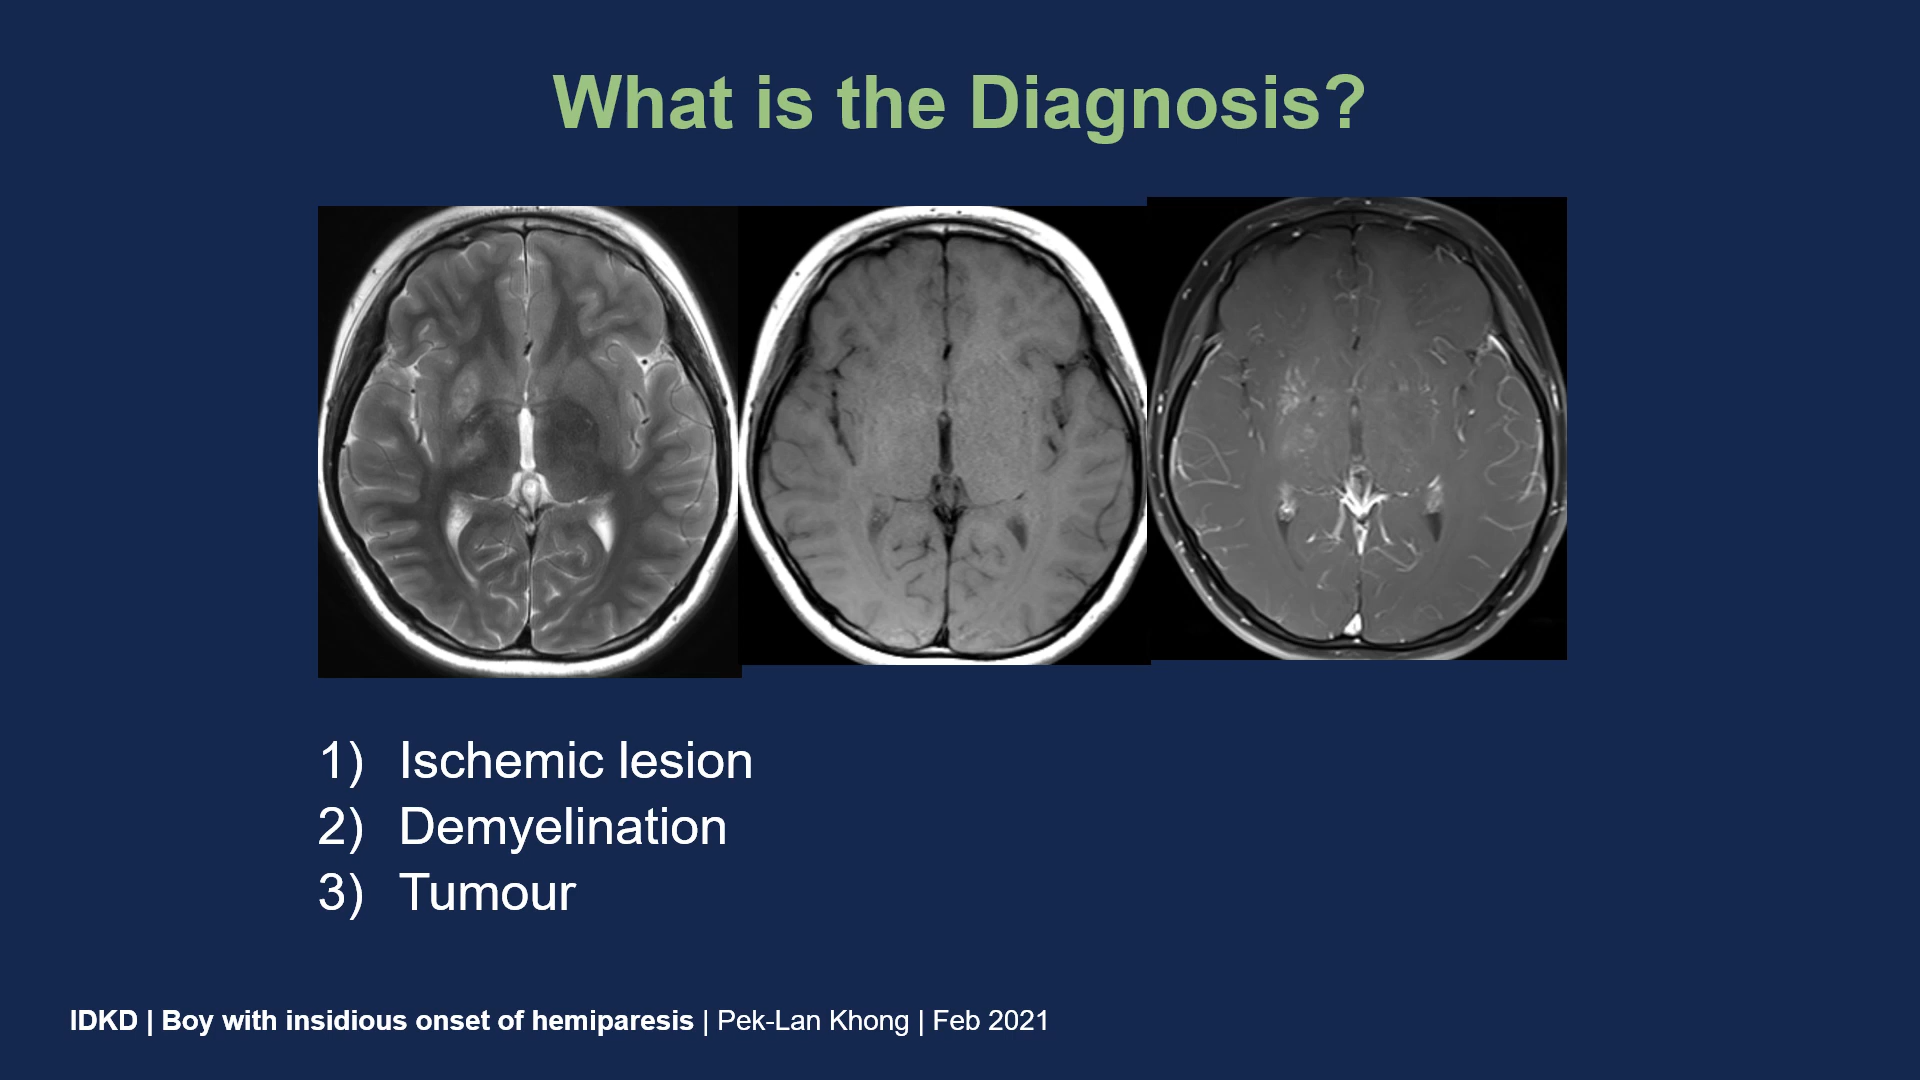 What is the Diagnosis?
1) Ischemic lesion
2) Demyelination
3) Tumour
IDKD | Boy with insidious onset of hemiparesis | Pek-Lan Khong | Feb 2021